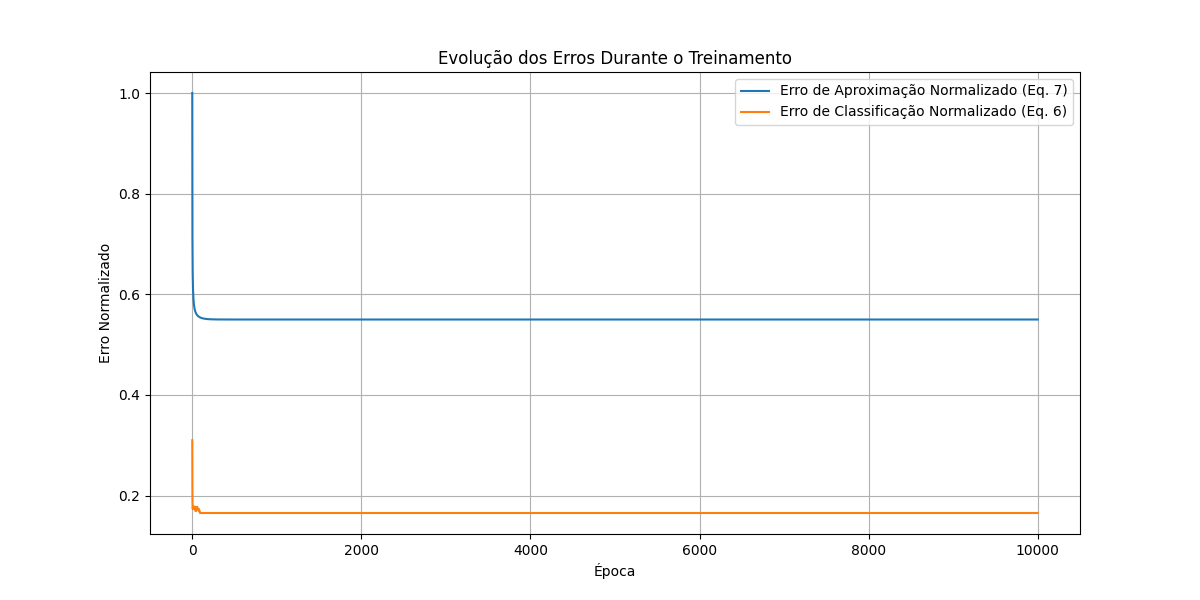 Evolução dos Erros Durante o Treinamento
Erro de Aproximação Normalizado (Eq. 7)
Erro de Classificação Normalizado (Eq. 6)
1.0
0.8
0.6
0.4
0.2
Erro Normalizado
0 2000 4000 6000 8000 10000
Época